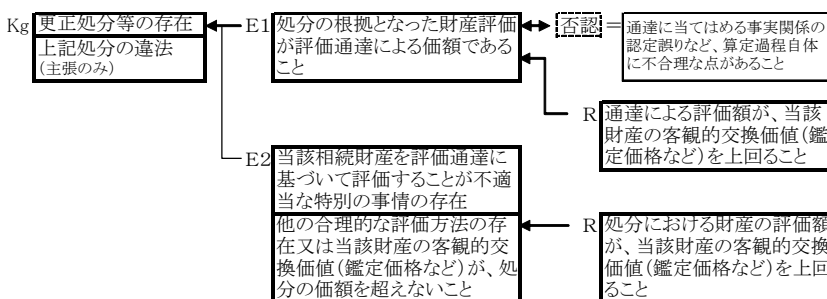 Kg 更正処分等の存在
上記処分の違法
(主張のみ)
E1 処分の根拠となった財産評価
が評価通達による価額である
こと
否認 = 通達に当てはめる事実関係の
認定誤りなど、算定過程自体
に不合理な点があること
R 通達による評価額が、当該
財産の客観的交換価値(鑑
定価格など)を上回ること
E2 当該相続財産を評価通達に
基づいて評価することが不適
当な特別の事情の存在
他の合理的な評価方法の存
在又は当該財産の客観的交
換価値(鑑定価格など)が、処
分の価額を超えないこと
R 処分における財産の評価額
が、当該財産の客観的交換
価値(鑑定価格など)を上回
ること